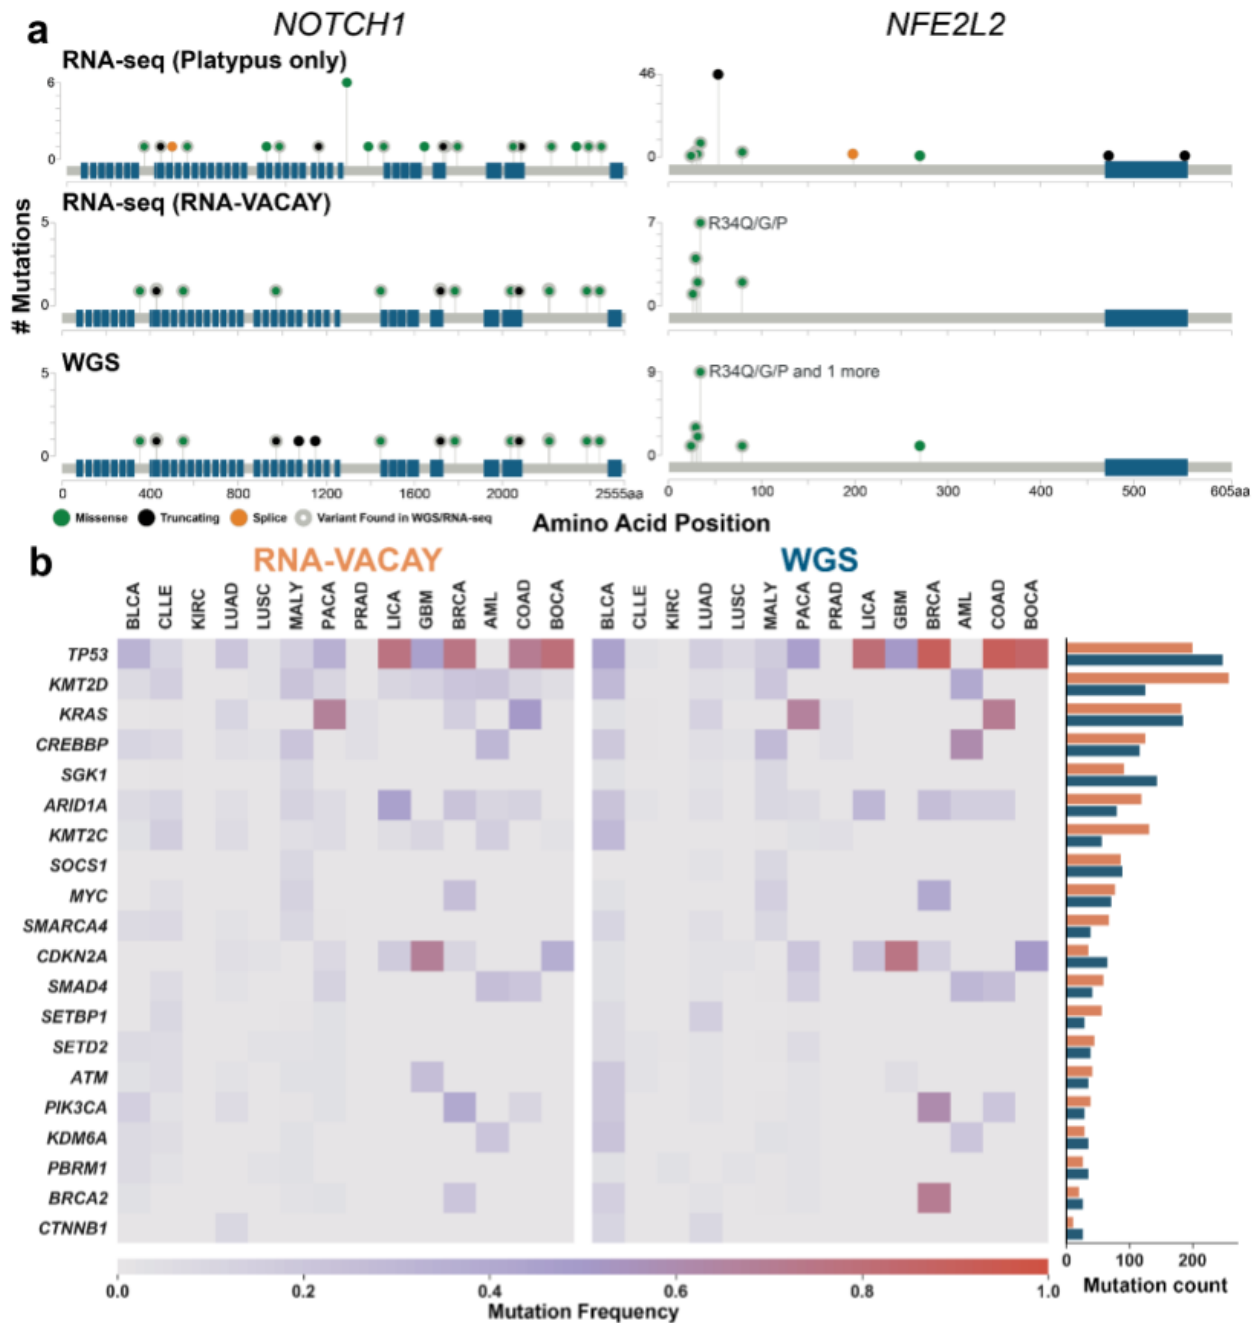 a
NOTCH1
NFE2L2
RNA-seq (Platypus only)
6
0
46
0
RNA-seq (RNA-VACAY)
5
0
7
R34Q/G/P
0
# Mutations
WGS
5
0
9
R34Q/G/P and 1 more
0
0 400 800 1200 1600 2000 2555aa
0 100 200 300 400 500 605aa
Missense Truncating Splice Variant Found in WGS/RNA-seq
Amino Acid Position
b
RNA-VACAY
WGS
BLCA CLLE KIRC LUAD LUSC MALY PACA PRAD LICA GBM BRCA AML COAD BOCA
BLCA CLLE KIRC LUAD LUSC MALY PACA PRAD LICA GBM BRCA AML COAD BOCA
TP53
KMT2D
KRAS
CREBBP
SGK1
ARID1A
KMT2C
SOCS1
MYC
SMARCA4
CDKN2A
SMAD4
SETBP1
SETD2
ATM
PIK3CA
KDM6A
PBRM1
BRCA2
CTNNB1
0.0 0.2 0.4 0.6 0.8 1.0
Mutation Frequency
0 100 200
Mutation count